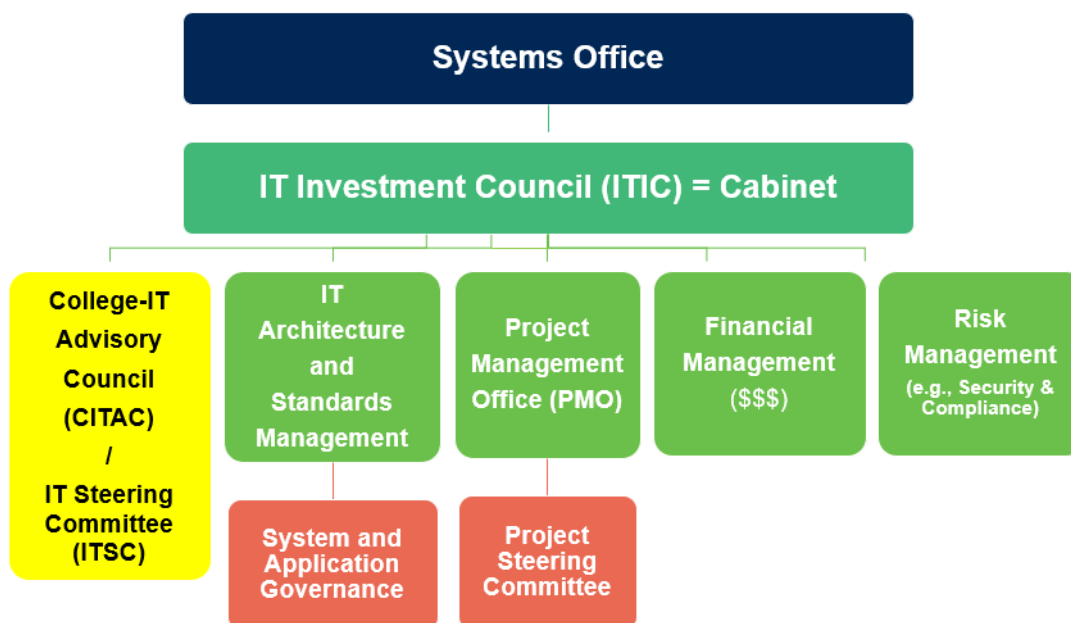 Systems Office
IT Investment Council (ITIC) = Cabinet
College-IT
Advisory
Council
(CITAC)
/
IT Steering
Committee
(ITSC)
IT
Architecture
and
Standards
Management
Project
Management
Office (PMO)
Financial
Management
($$$)
Risk
Management
(e.g., Security &
Compliance)
System and
Application
Governance
Project
Steering
Committee